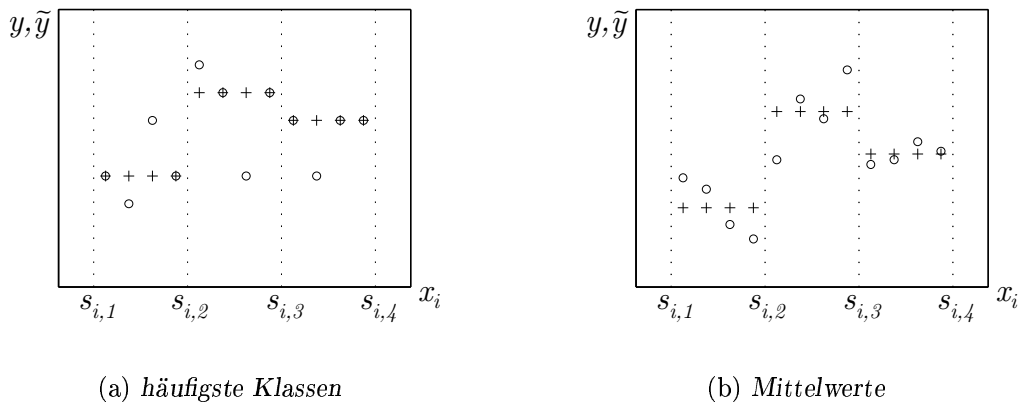 y, ỹ
x_i
s_{i,1} s_{i,2} s_{i,3} s_{i,4}
(a) häufigste Klassen
y, ỹ
x_i
s_{i,1} s_{i,2} s_{i,3} s_{i,4}
(b) Mittelwerte